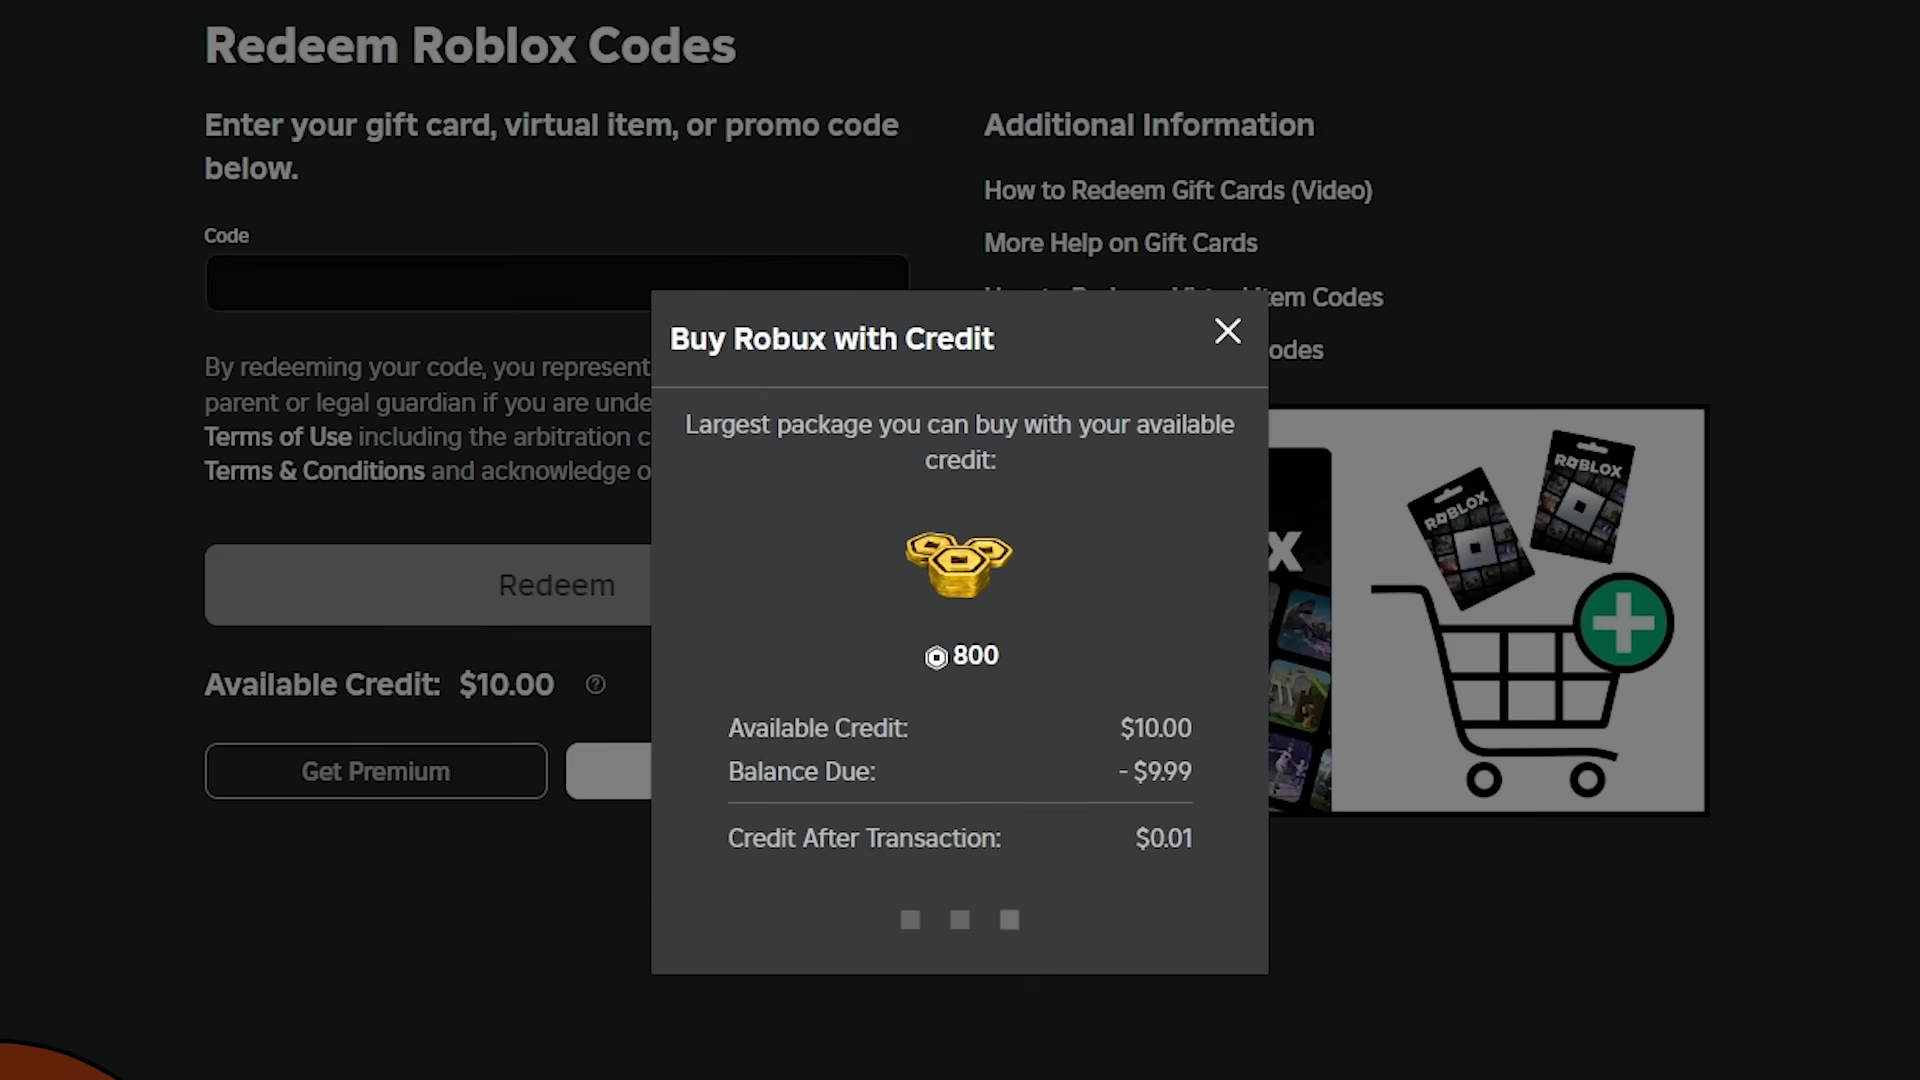 Redeem Roblox Codes
Enter your gift card, virtual item, or promo code
below.
Code
By redeeming your code, you represent
parent or legal guardian if you are unde
Terms of Use including the arbitration c
Terms & Conditions and acknowledge o
Redeem
Available Credit: $10.00
Get Premium
Additional Information
How to Redeem Gift Cards (Video)
More Help on Gift Cards
Item Codes
odes
ROBLOX
ROBLOX
X
Buy Robux with Credit
Largest package you can buy with your available
credit:
800
Available Credit: $10.00
Balance Due: - $9.99
Credit After Transaction: $0.01